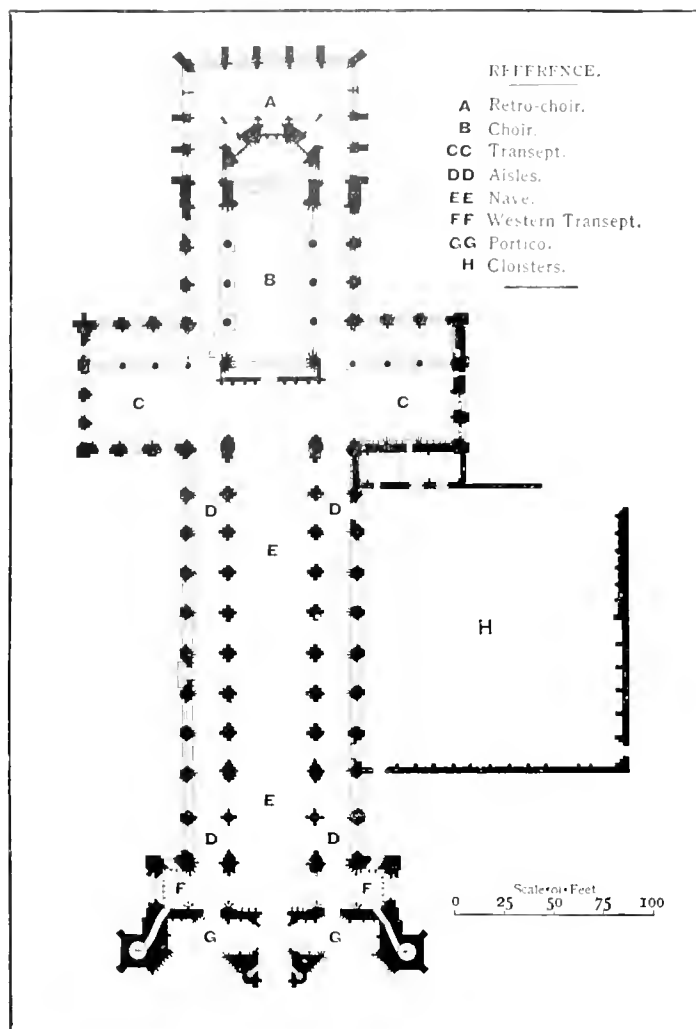 REFERENCE.
A Retro-choir.
B Choir.
CC Transept.
DD Aisles.
EE Nave.
FF Western Transept.
GG Portico.
H Cloisters.
A
B
C C
D D
E
H
E
D D
F F
G G
Scale of Feet
0 25 50 75 100